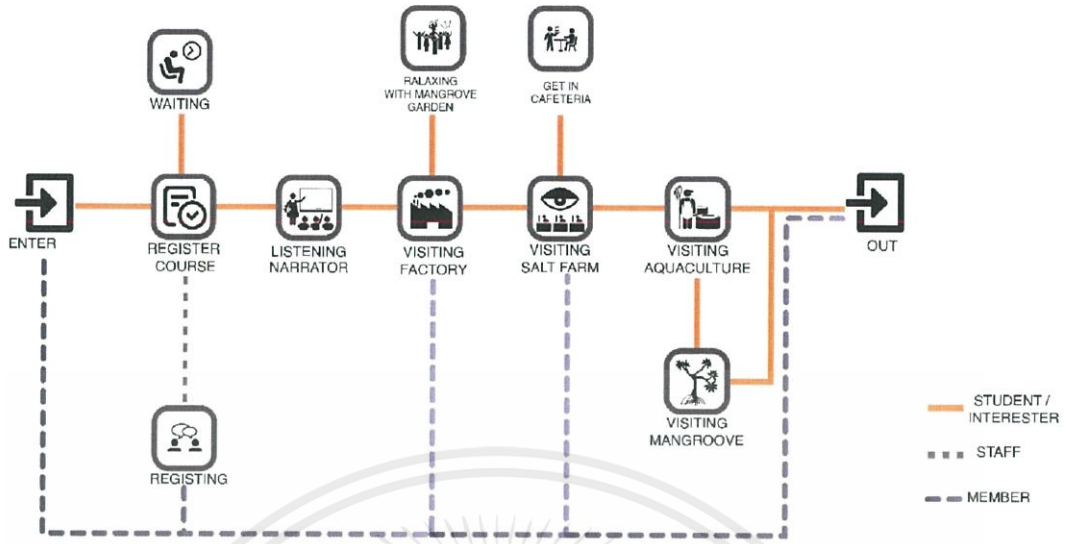 WAITING
RALAXING
WITH MANGROVE
GARDEN
GET IN
CAFETERIA
ENTER
REGISTER
COURSE
LISTENING
NARRATOR
VISITING
FACTORY
VISITING
SALT FARM
VISITING
AQUACULTURE
OUT
VISITING
MANGROOVE
REGISTING
STUDENT /
INTERESTER
STAFF
MEMBER